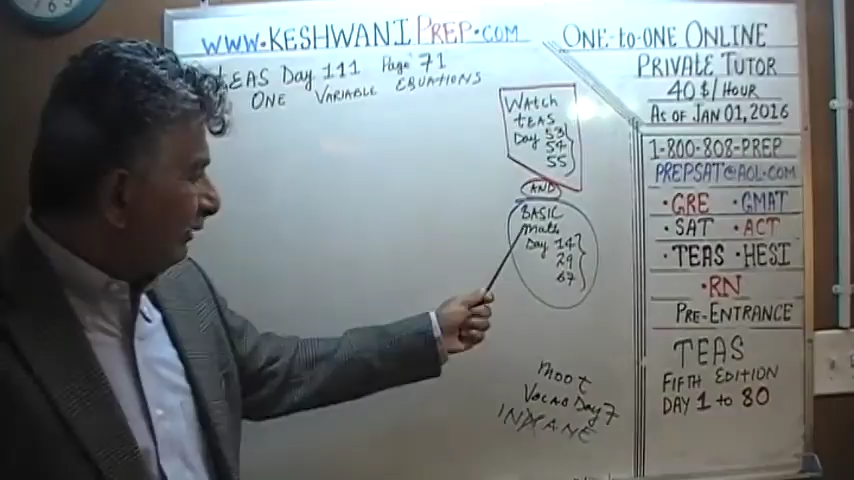 WWW.KESHWANIPREP.COM
TEAS DAY 111 Page 71
ONE VARIABLE EQUATIONS
WATCH
TEAS
Day 53
54
55
AND
BASIC
Math
Day 14
29
67
MOOT
VOCAB DAY 7
INANE
ONE-TO-ONE ONLINE
PRIVATE TUTOR
40 $/HOUR
AS OF JAN 01, 2016
1-800-808-PREP
PREPSAT@AOL.COM
• GRE • GMAT
• SAT • ACT
• TEAS • HESI
• RN
PRE-ENTRANCE
TEAS
FIFTH EDITION
DAY 1 TO 80